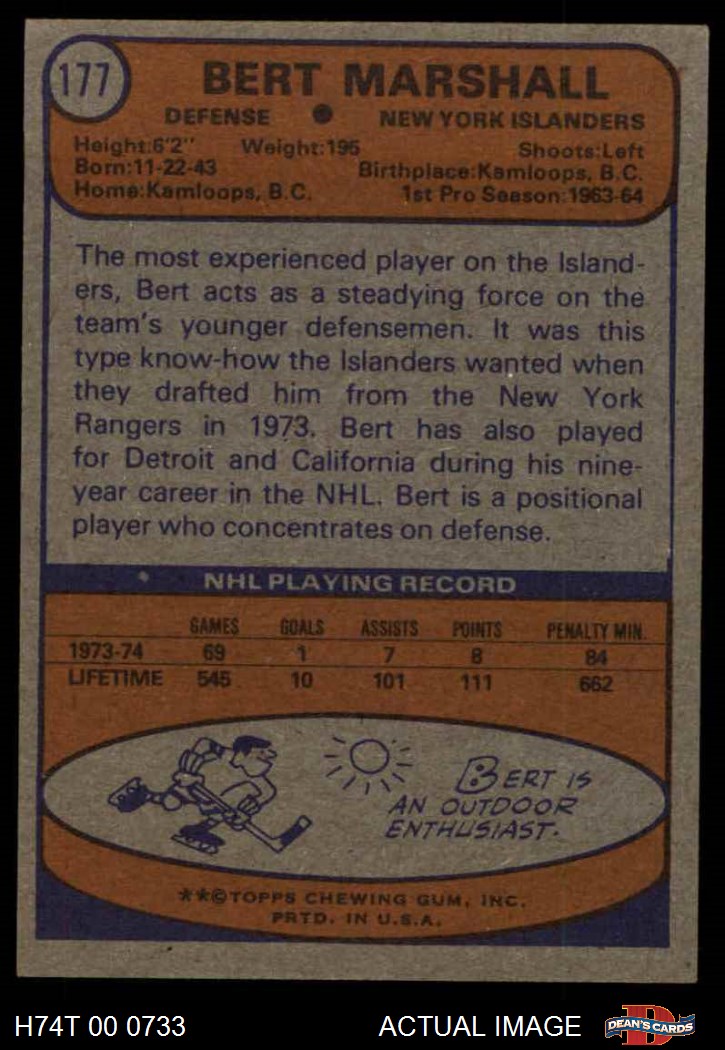 177
BERT MARSHALL
DEFENSE ● NEW YORK ISLANDERS
Height:6'2" Weight:195 Shoots:Left
Born:11-22-43 Birthplace:Kamloops, B.C.
Home:Kamloops, B.C. 1st Pro Season:1963-64
The most experienced player on the Island-
ers, Bert acts as a steadying force on the
team's younger defensemen. It was this
type know-how the Islanders wanted when
they drafted him from the New York
Rangers in 1973. Bert has also played
for Detroit and California during his nine-
year career in the NHL. Bert is a positional
player who concentrates on defense.
NHL PLAYING RECORD
GAMES GOALS ASSISTS POINTS PENALTY MIN.
1973-74 69 1 7 8 84
LIFETIME 545 10 101 111 662
BERT IS
AN OUTDOOR
ENTHUSIAST.
**©TOPPS CHEWING GUM, INC.
PRTD. IN U.S.A.
H74T 00 0733 ACTUAL IMAGE DEAN'S CARDS